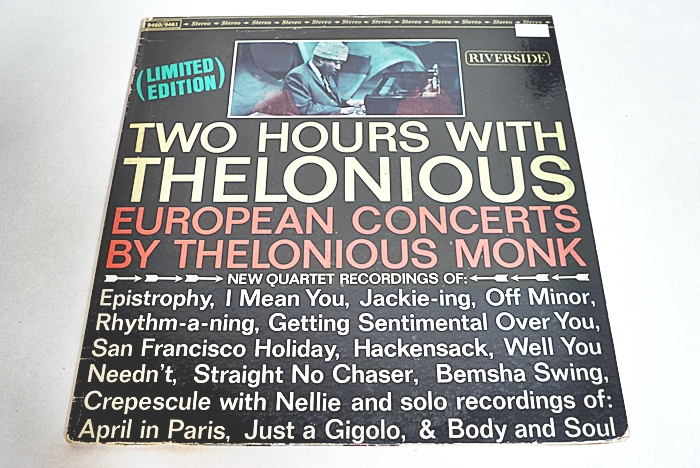 9460/9461 Stereo Stereo Stereo Stereo Stereo Stereo Stereo Stereo Stereo Stereo
(LIMITED
EDITION)
RIVERSIDE
TWO HOURS WITH
THELONIOUS
EUROPEAN CONCERTS
BY THELONIOUS MONK
NEW QUARTET RECORDINGS OF:
Epistrophy, I Mean You, Jackie-ing, Off Minor,
Rhythm-a-ning, Getting Sentimental Over You,
San Francisco Holiday, Hackensack, Well You
Needn't, Straight No Chaser, Bemsha Swing,
Crepescule with Nellie and solo recordings of:
April in Paris, Just a Gigolo, & Body and Soul